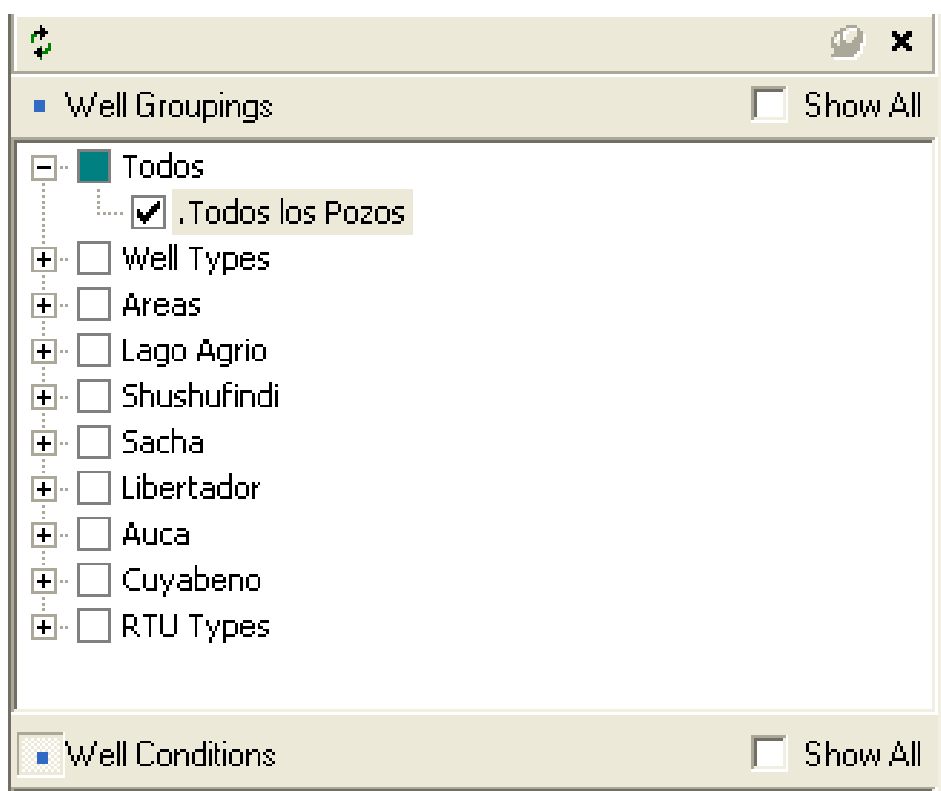 Well Groupings Show All
Todos
.Todos los Pozos
Well Types
Areas
Lago Agrio
Shushufindi
Sacha
Libertador
Auca
Cuyabeno
RTU Types
Well Conditions Show All